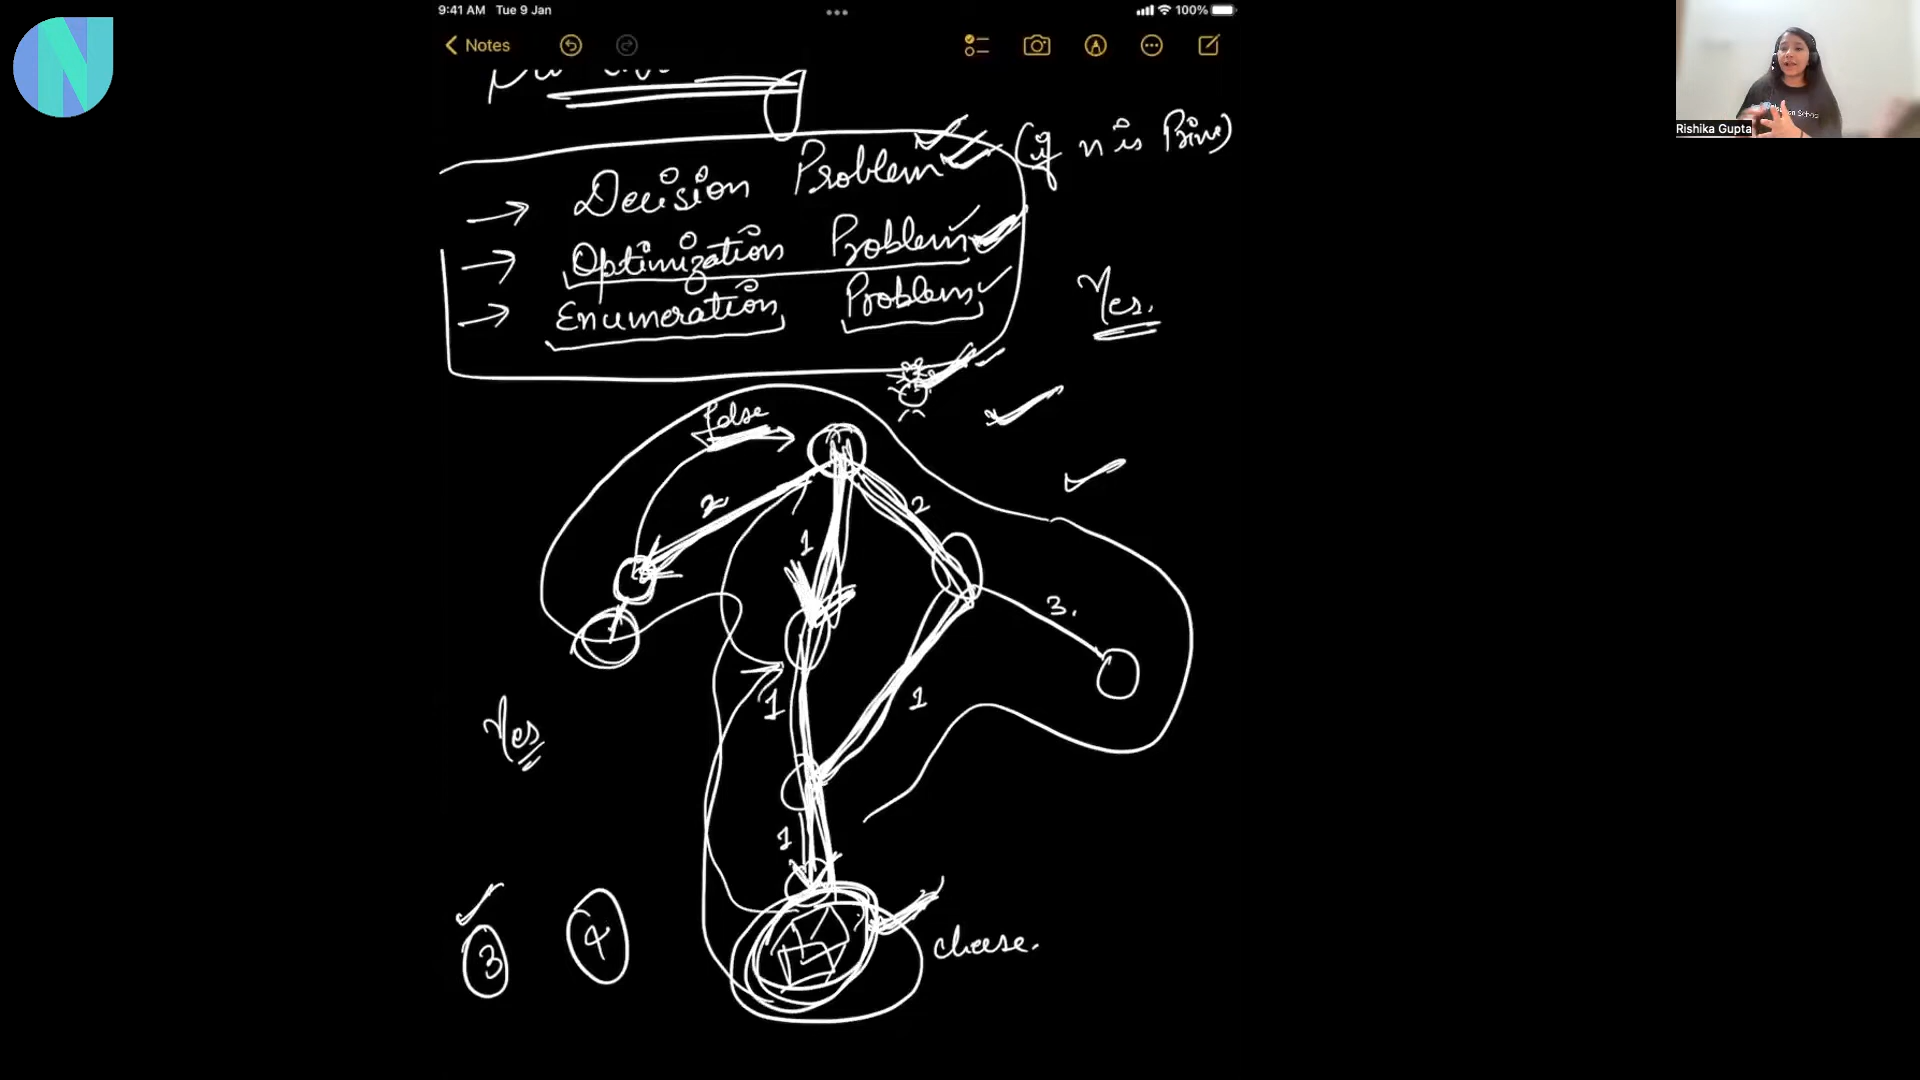 9:41 AM Tue 9 Jan
100%
Notes
Rishika Gupta
Decision Problem (if n is Prime)
Optimization Problem
Enumeration Problem
Yes.
false
2
2
1
3.
1
1
Yes
1
3
4
cheese.